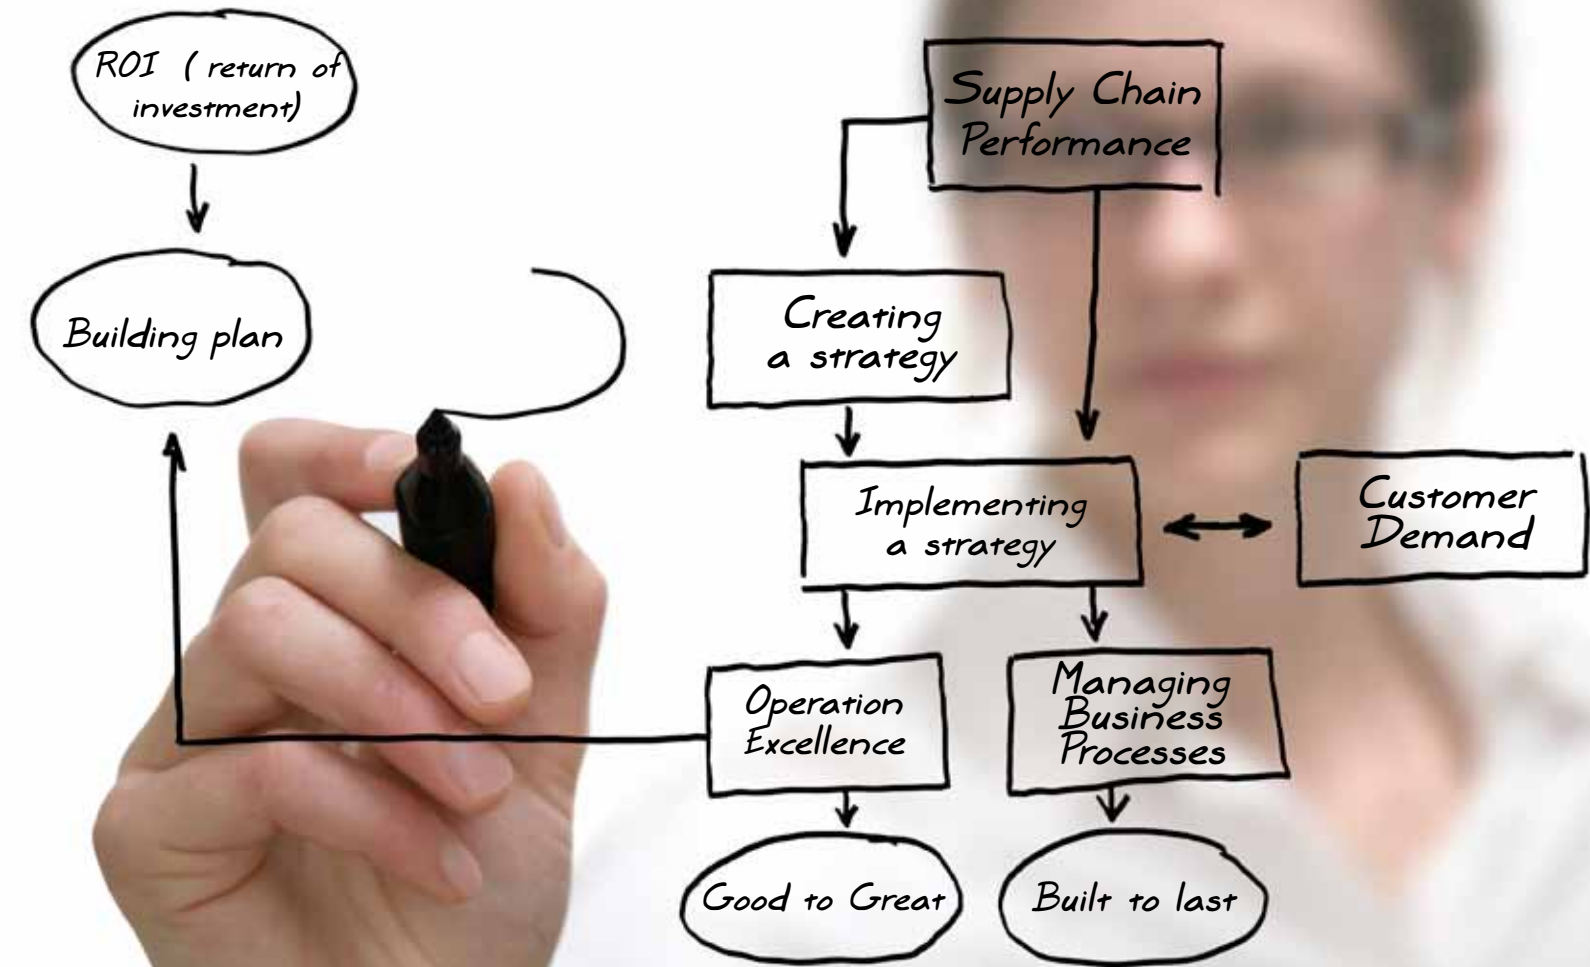 ROI ( return of
investment)
Building plan
Supply Chain
Performance
Creating
a strategy
Implementing
a strategy
Customer
Demand
Operation
Excellence
Managing
Business
Processes
Good to Great
Built to last